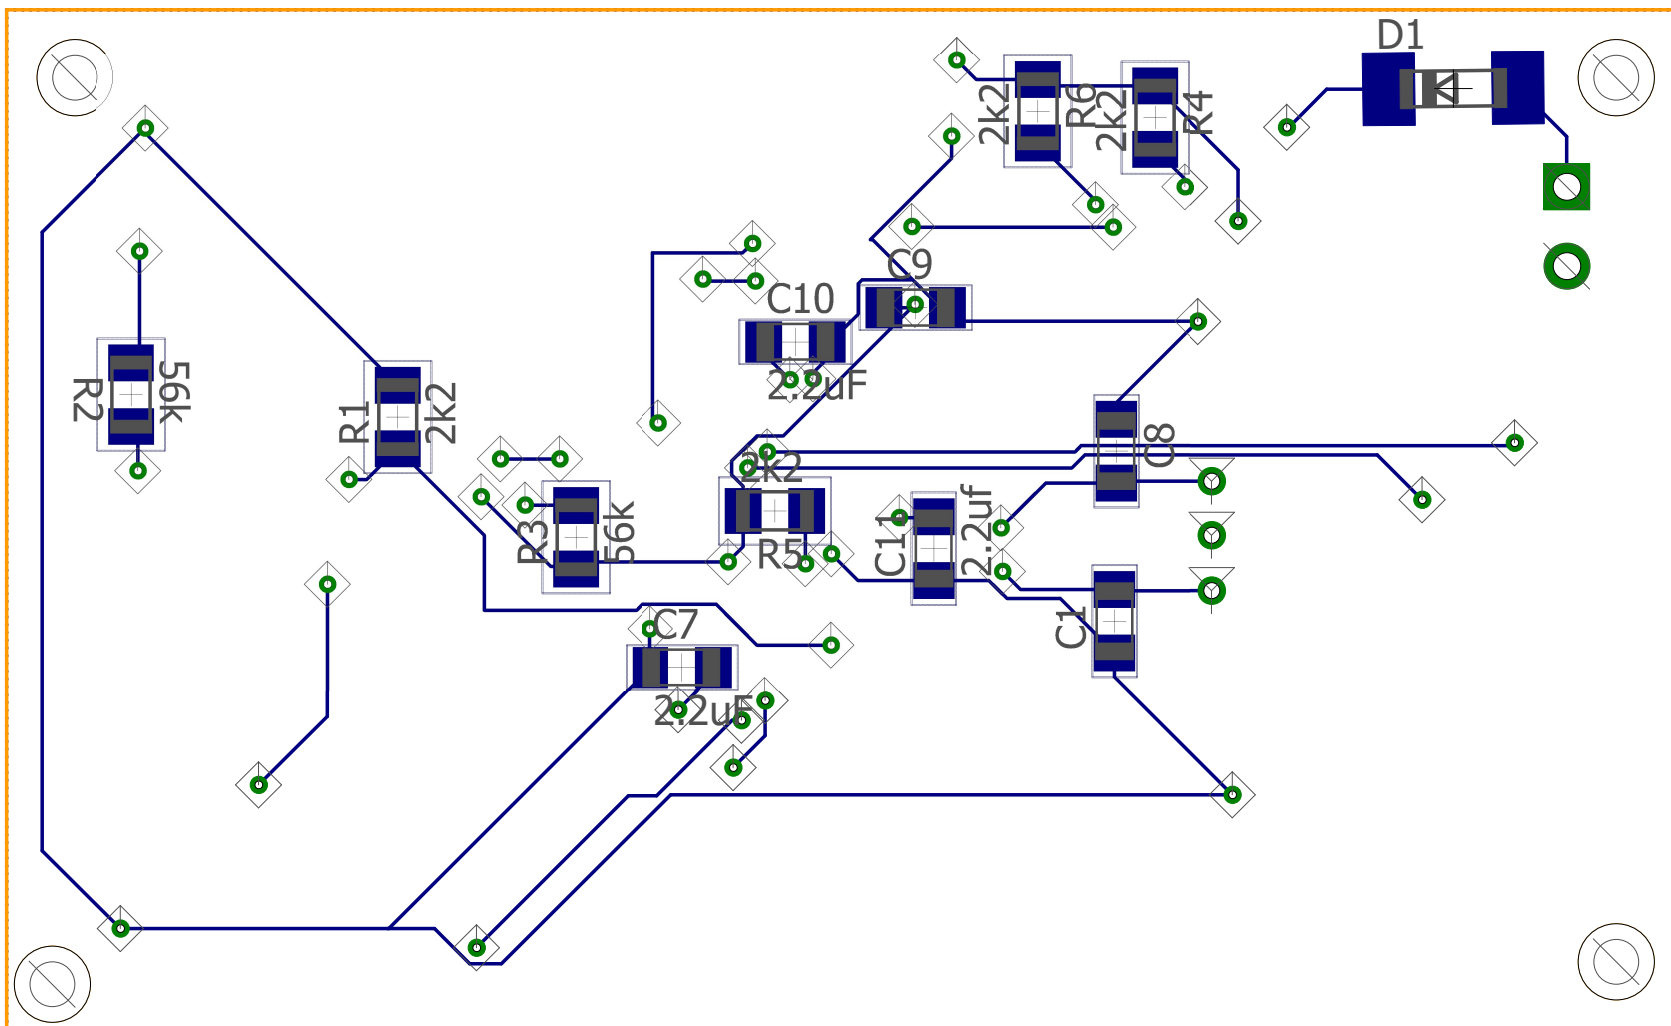 D1
2k2
R6
2k2
R4
C9
C10
2.2uF
R2
56k
R1
2k2
C8
2k2
R5
R3
56k
C11
2.2uf
C1
C7
2.2uF